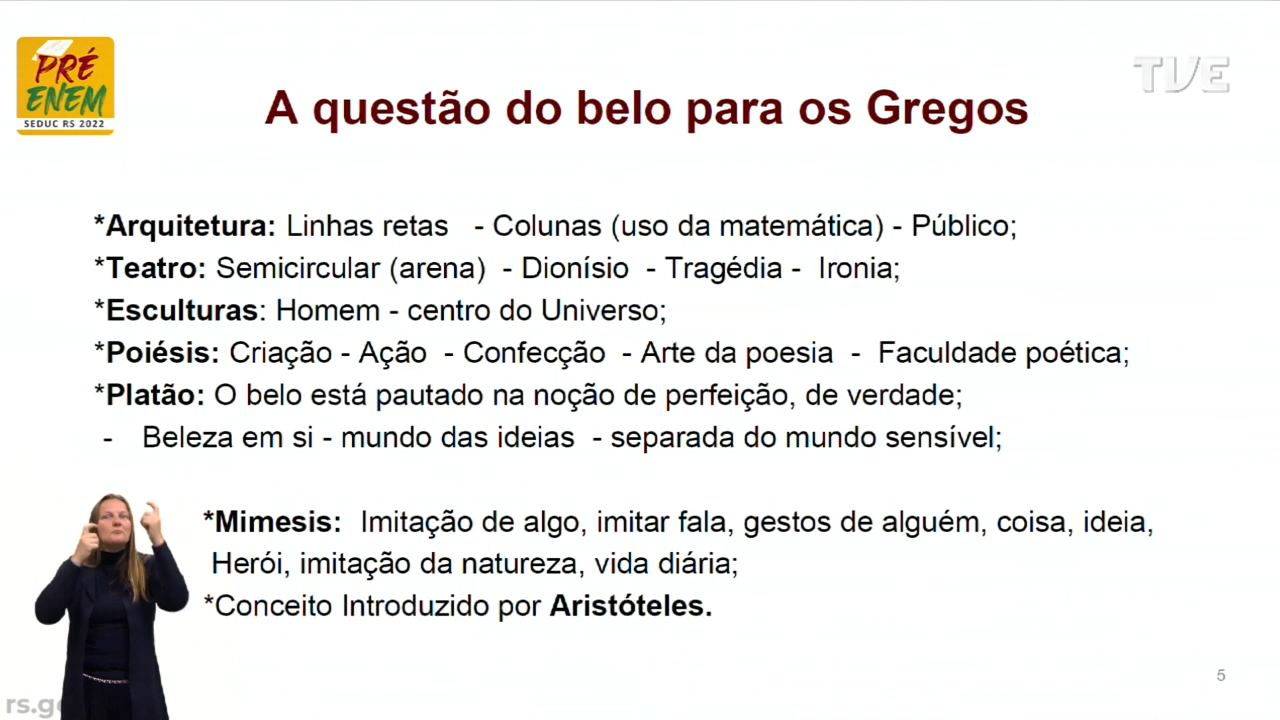 PRÉ
ENEM
SEDUC RS 2022
TVE
A questão do belo para os Gregos
*Arquitetura: Linhas retas - Colunas (uso da matemática) - Público;
*Teatro: Semicircular (arena) - Dionísio - Tragédia - Ironia;
*Esculturas: Homem - centro do Universo;
*Poiésis: Criação - Ação - Confecção - Arte da poesia - Faculdade poética;
*Platão: O belo está pautado na noção de perfeição, de verdade;
- Beleza em si - mundo das ideias - separada do mundo sensível;
*Mimesis: Imitação de algo, imitar fala, gestos de alguém, coisa, ideia,
Herói, imitação da natureza, vida diária;
*Conceito Introduzido por Aristóteles.
5